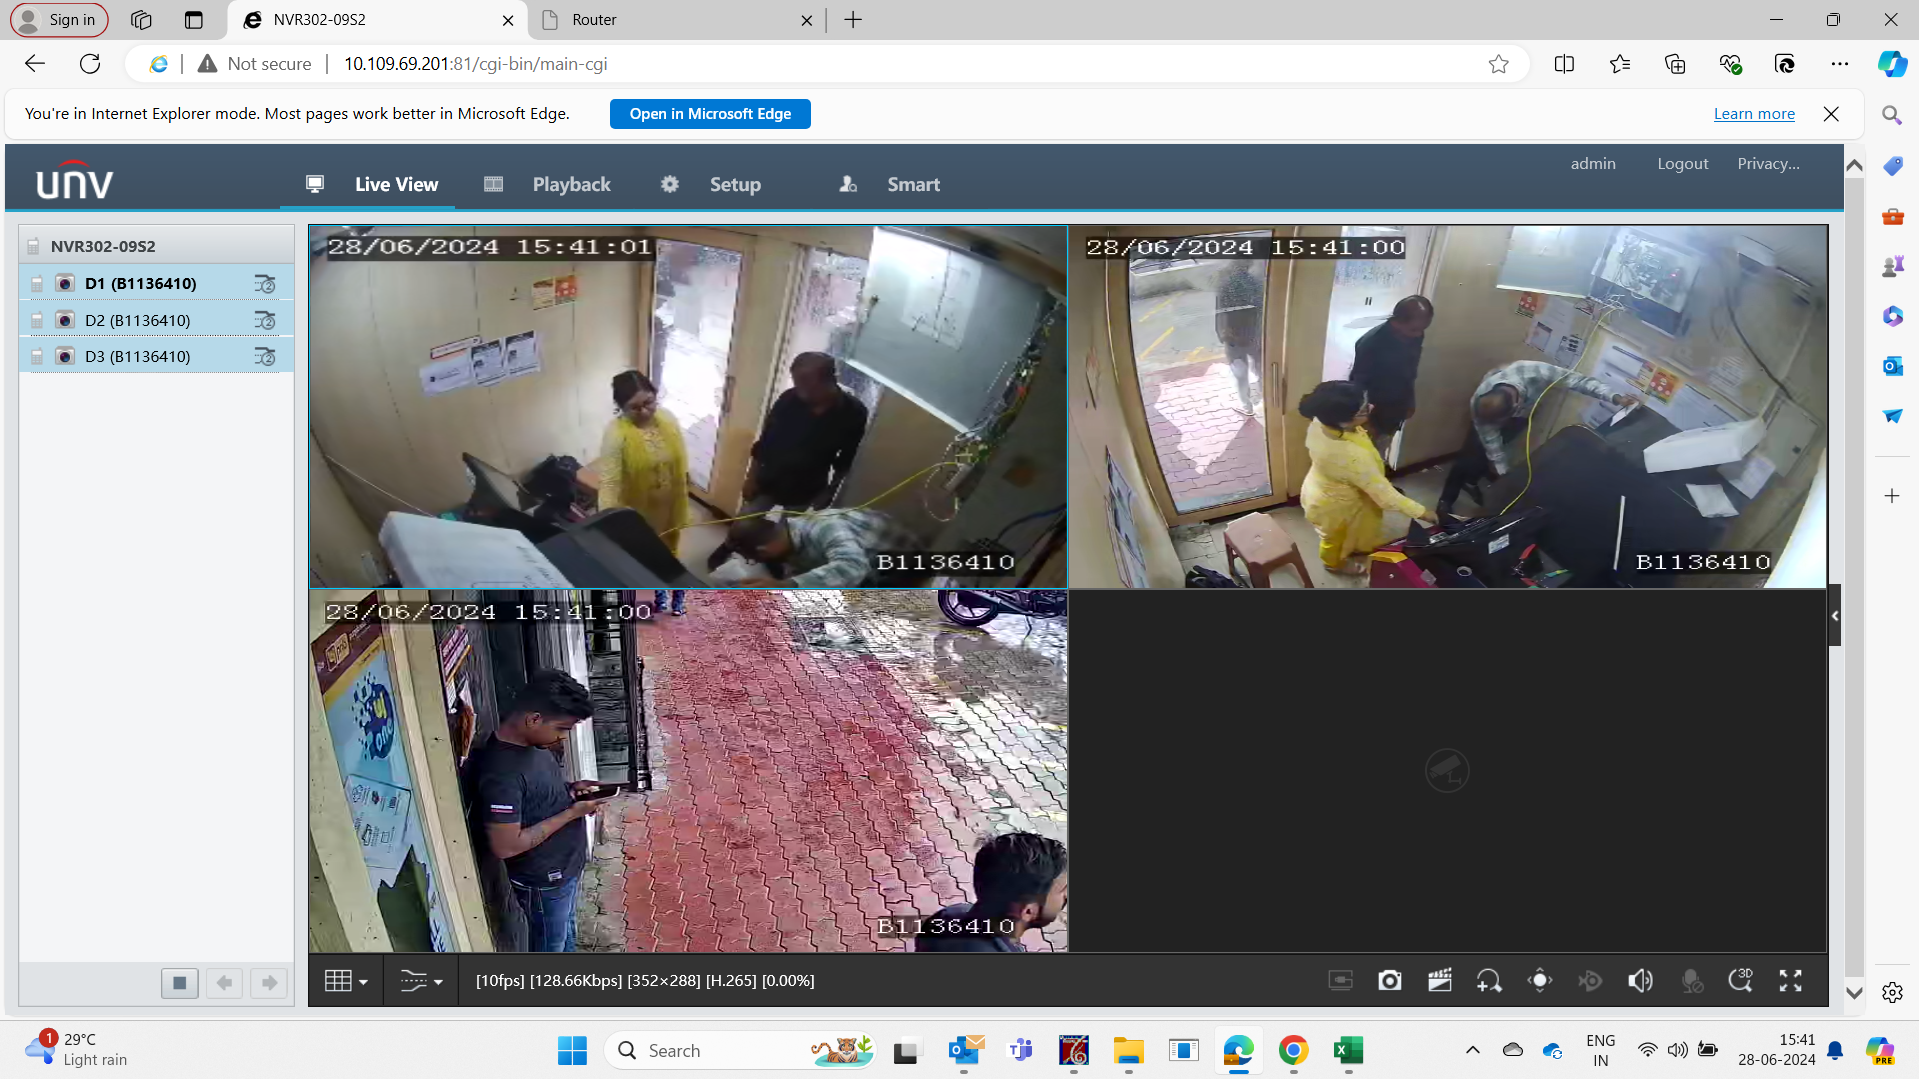 Sign in
NVR302-09S2
Router
Not secure
10.109.69.201:81/cgi-bin/main-cgi
You're in Internet Explorer mode. Most pages work better in Microsoft Edge.
Open in Microsoft Edge
Learn more
unv
Live View
Playback
Setup
Smart
admin
Logout
Privacy...
NVR302-09S2
D1 (B1136410)
2
D2 (B1136410)
2
D3 (B1136410)
2
28/06/2024 15:41:01
B1136410
28/06/2024 15:41:00
B1136410
28/06/2024 15:41:00
B1136410
[10fps] [128.66Kbps] [352×288] [H.265] [0.00%]
3D
1
29°C
Light rain
Search
ENG
IN
15:41
28-06-2024
PRE